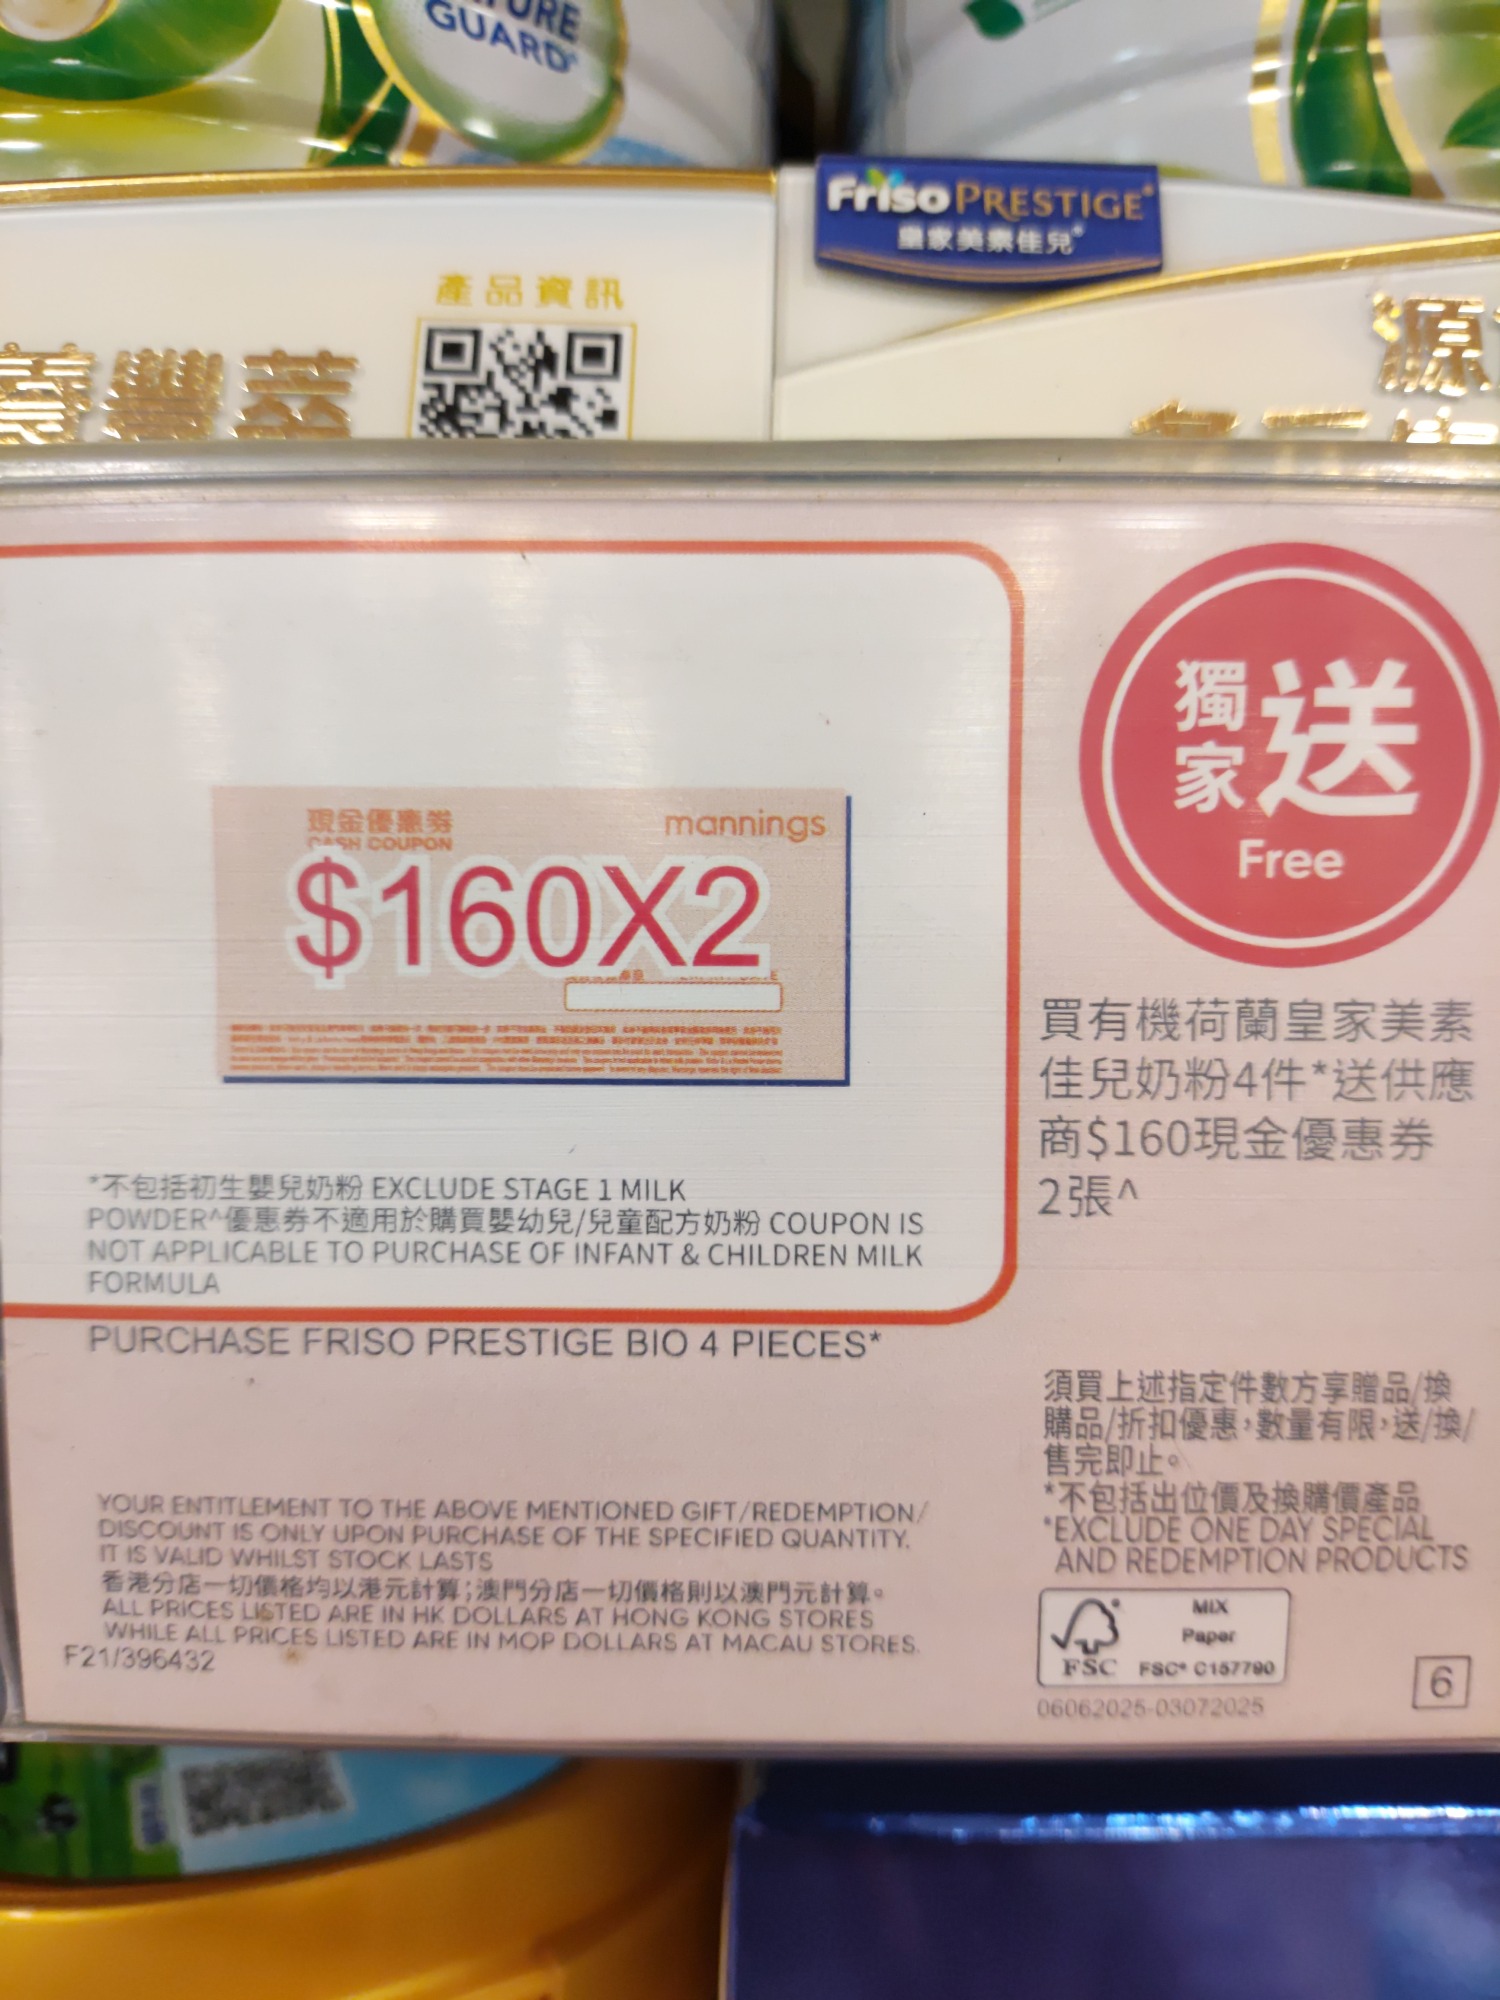 GUARD
Friso PRESTIGE
皇家美素佳兒
產品資訊
源
mannings
現金優惠券
CASH COUPON
$160X2
獨家送
Free
買有機荷蘭皇家美素
佳兒奶粉4件*送供應
商$160現金優惠券
2張^
*不包括初生嬰兒奶粉 EXCLUDE STAGE 1 MILK
POWDER^優惠券不適用於購買嬰幼兒/兒童配方奶粉 COUPON IS
NOT APPLICABLE TO PURCHASE OF INFANT & CHILDREN MILK
FORMULA
PURCHASE FRISO PRESTIGE BIO 4 PIECES*
須買上述指定件數方享贈品/換
購品/折扣優惠，數量有限，送/換/
售完即止。
*不包括出位價及換購價產品
*EXCLUDE ONE DAY SPECIAL
AND REDEMPTION PRODUCTS
YOUR ENTITLEMENT TO THE ABOVE MENTIONED GIFT/REDEMPTION/
DISCOUNT IS ONLY UPON PURCHASE OF THE SPECIFIED QUANTITY.
IT IS VALID WHILST STOCK LASTS
香港分店一切價格均以港元計算；澳門分店一切價格則以澳門元計算。
ALL PRICES LISTED ARE IN HK DOLLARS AT HONG KONG STORES
WHILE ALL PRICES LISTED ARE IN MOP DOLLARS AT MACAU STORES.
F21/396432
MIX
Paper
FSC FSC® C157790
06062025-03072025
6